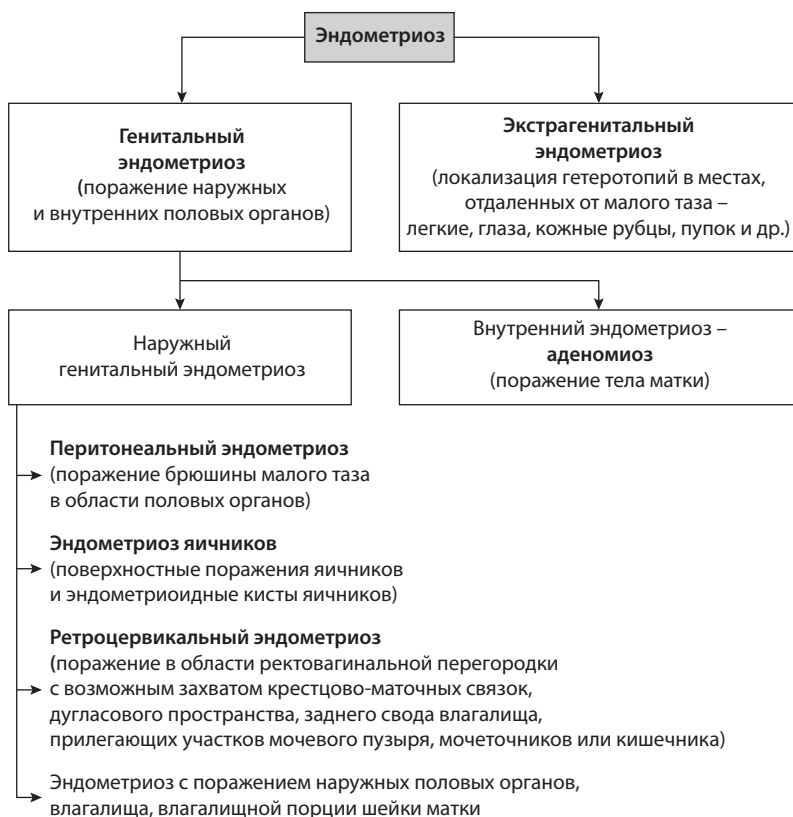 Эндометриоз
Генитальный
эндометриоз
(поражение наружных
и внутренних половых органов)
Экстрагенитальный
эндометриоз
(локализация гетеротопий в местах,
отдаленных от малого таза –
легкие, глаза, кожные рубцы, пупок и др.)
Наружный
генитальный эндометриоз
Внутренний эндометриоз –
аденомиоз
(поражение тела матки)
Перитонеальный эндометриоз
(поражение брюшины малого таза
в области половых органов)
Эндометриоз яичников
(поверхностные поражения яичников
и эндометриоидные кисты яичников)
Ретроцервикальный эндометриоз
(поражение в области ректовагинальной перегородки
с возможным захватом крестцово-маточных связок,
дугласового пространства, заднего свода влагалища,
прилегающих участков мочевого пузыря, мочеточников или кишечника)
Эндометриоз с поражением наружных половых органов,
влагалища, влагалищной порции шейки матки